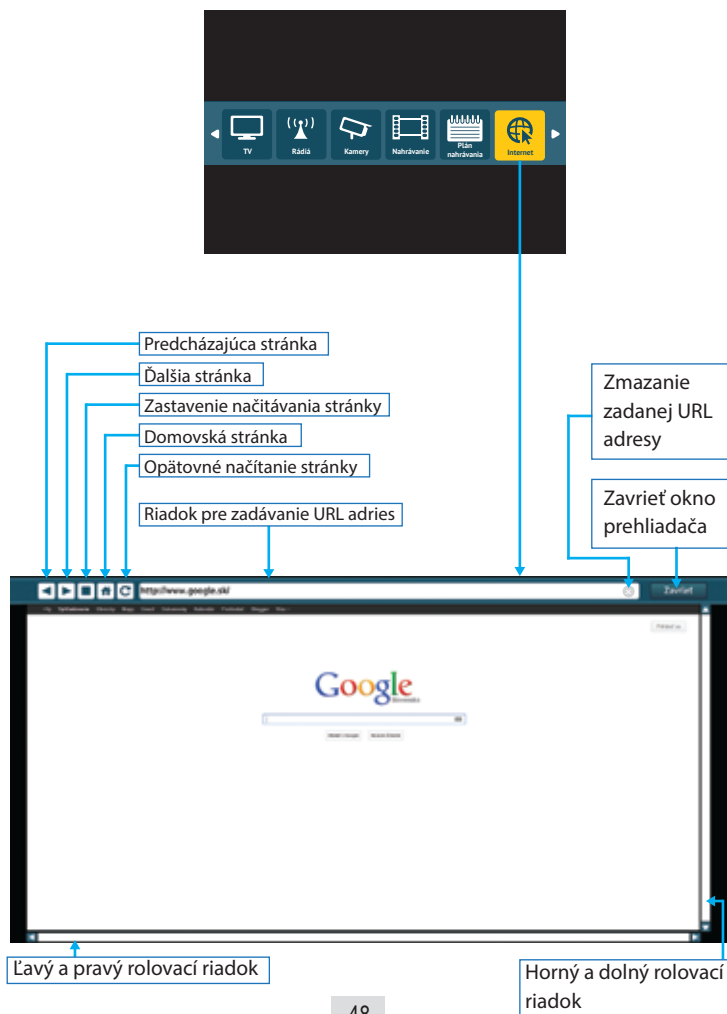 TV
Rádiá
Kamery
Nahrávanie
Plán
nahrávania
Internet
Predchádzajúca stránka
Ďalšia stránka
Zastavenie načitávania stránky
Domovská stránka
Opätovné načítanie stránky
Riadok pre zadávanie URL adries
Zmazanie
zadanej URL
adresy
Zavrieť okno
prehliadača
http://www.google.sk/
Zavrieť
Google
Ľavý a pravý rolovací riadok
Horný a dolný rolovací
riadok
48